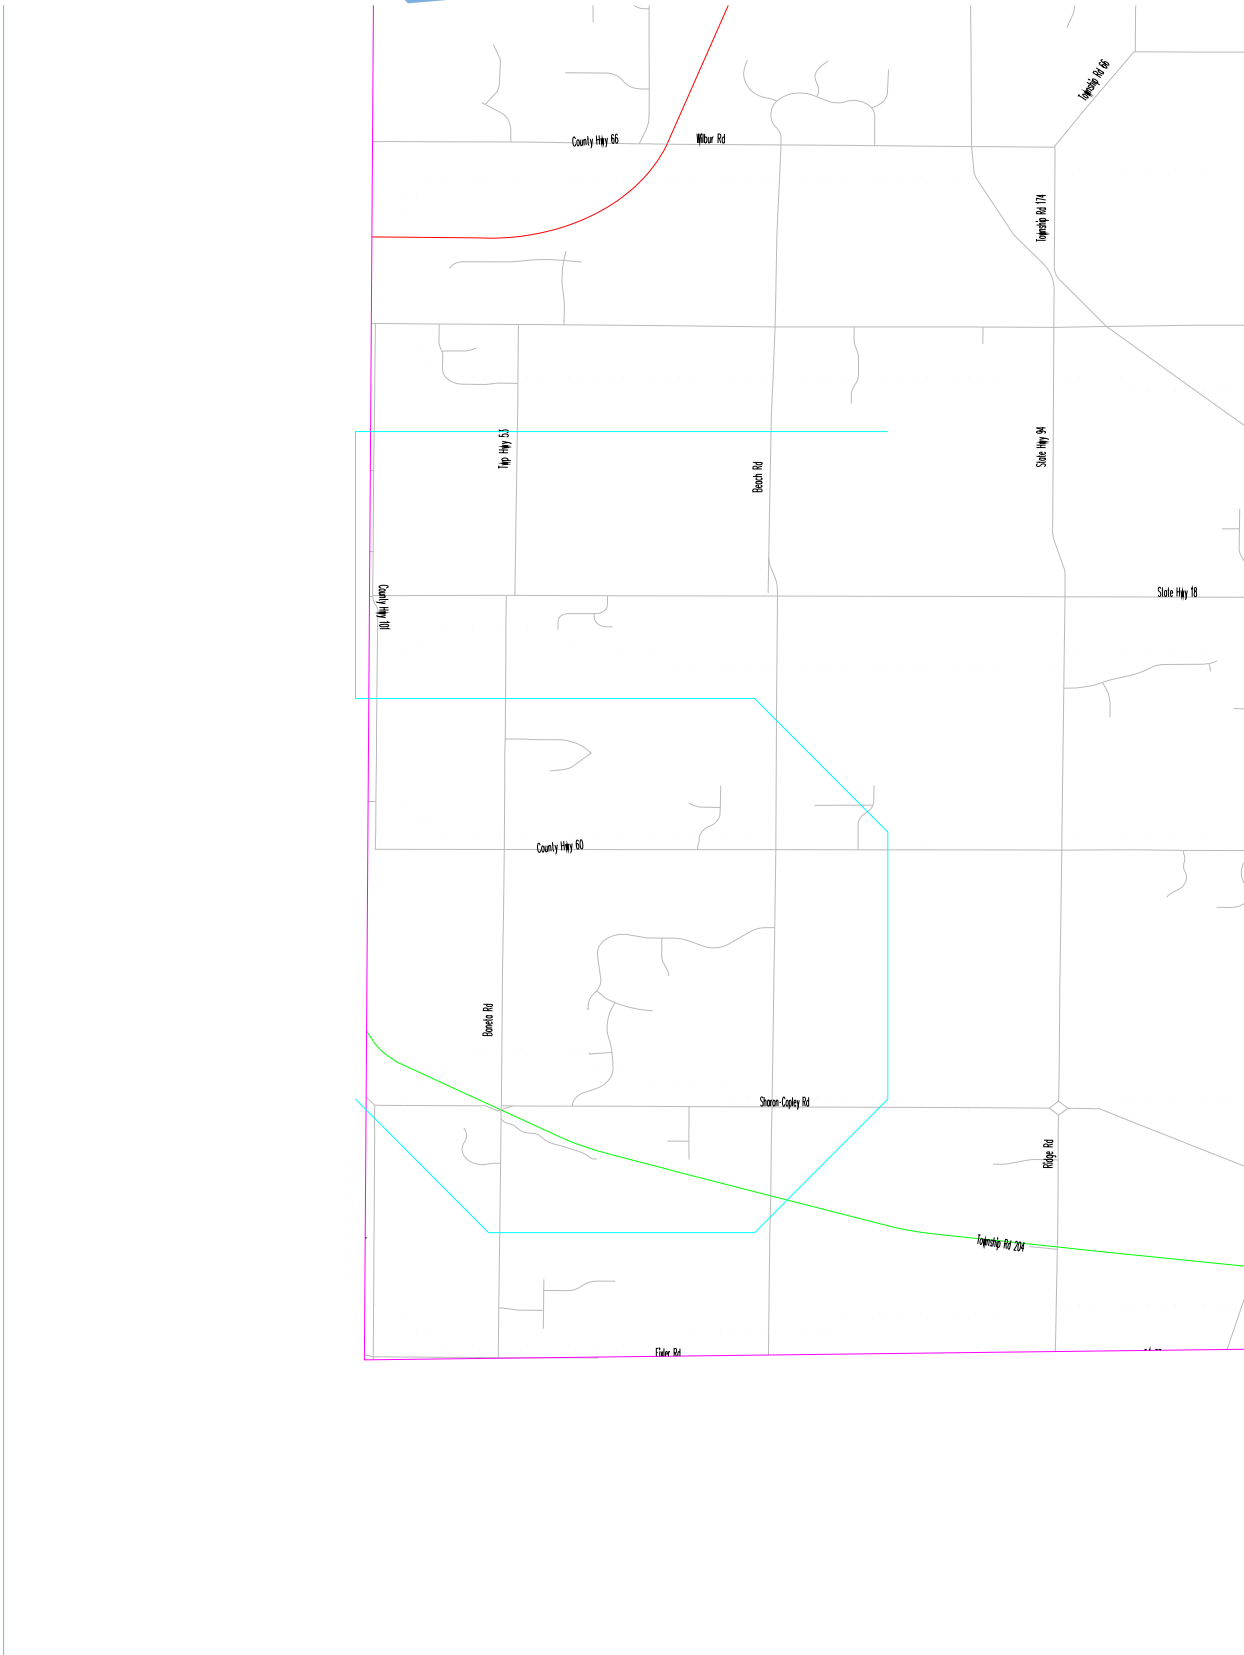 Township Rd 66
County Hwy 66
Wilbur Rd
Township Rd 174
Twp Hwy 53
Beach Rd
State Hwy 94
County Hwy 101
State Hwy 18
County Hwy 60
Boneta Rd
Sharon-Copley Rd
Ridge Rd
Township Rd 204
Fixler Rd